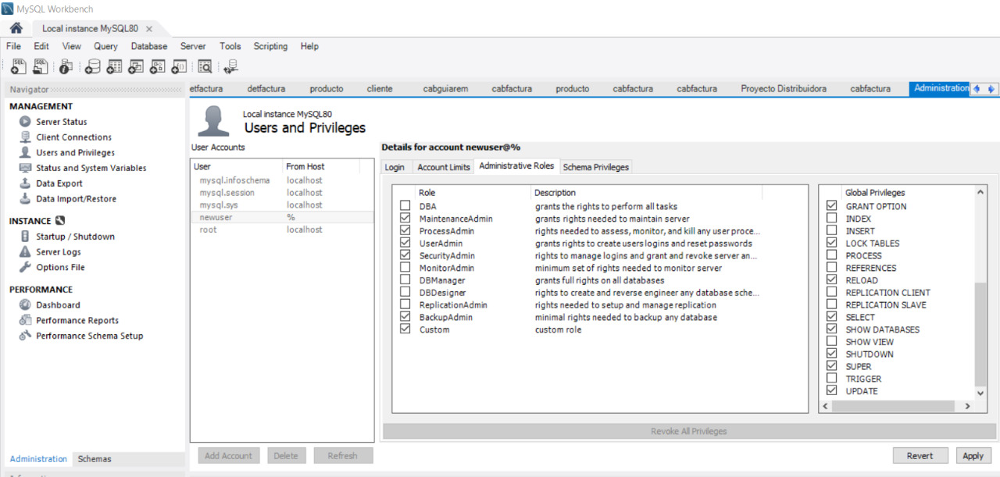 MySQL Workbench
Local instance MySQL80
File Edit View Query Database Server Tools Scripting Help
Navigator
MANAGEMENT
Server Status
Client Connections
Users and Privileges
Status and System Variables
Data Export
Data Import/Restore
INSTANCE
Startup / Shutdown
Server Logs
Options File
PERFORMANCE
Dashboard
Performance Reports
Performance Schema Setup
Administration Schemas
etfactura detfactura producto cliente cabguiarem cabfactura producto cabfactura cabfactura Proyecto Distribuidora cabfactura Administration
Local instance MySQL80
Users and Privileges
User Accounts
User From Host
mysql.infoschema localhost
mysql.session localhost
mysql.sys localhost
newuser %
root localhost
Add Account Delete Refresh
Details for account newuser@%
Login Account Limits Administrative Roles Schema Privileges
Role Description
DBA grants the rights to perform all tasks
MaintenanceAdmin grants rights needed to maintain server
ProcessAdmin rights needed to assess, monitor, and kill any user proce...
UserAdmin grants rights to create users logins and reset passwords
SecurityAdmin rights to manage logins and grant and revoke server an...
MonitorAdmin minimum set of rights needed to monitor server
DBManager grants full rights on all databases
DBDesigner rights to create and reverse engineer any database sche...
ReplicationAdmin rights needed to setup and manage replication
BackupAdmin minimal rights needed to backup any database
Custom custom role
Global Privileges
GRANT OPTION
INDEX
INSERT
LOCK TABLES
PROCESS
REFERENCES
RELOAD
REPLICATION CLIENT
REPLICATION SLAVE
SELECT
SHOW DATABASES
SHOW VIEW
SHUTDOWN
SUPER
TRIGGER
UPDATE
Revoke All Privileges
Revert Apply